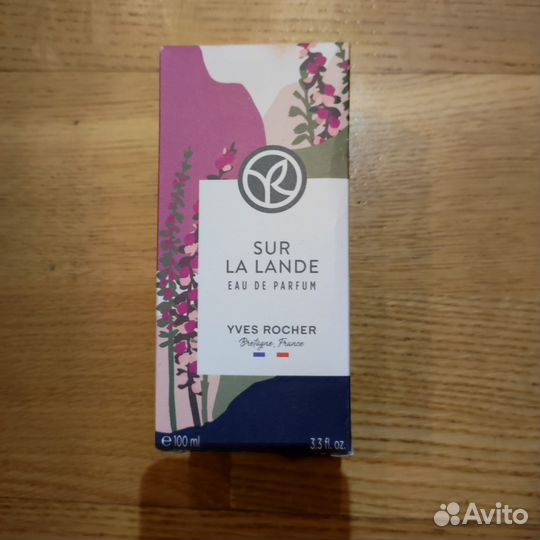 SUR
LA LANDE
EAU DE PARFUM
YVES ROCHER
Bretagne, France
℮ 100 ml
3.3 fl. oz.
Avito